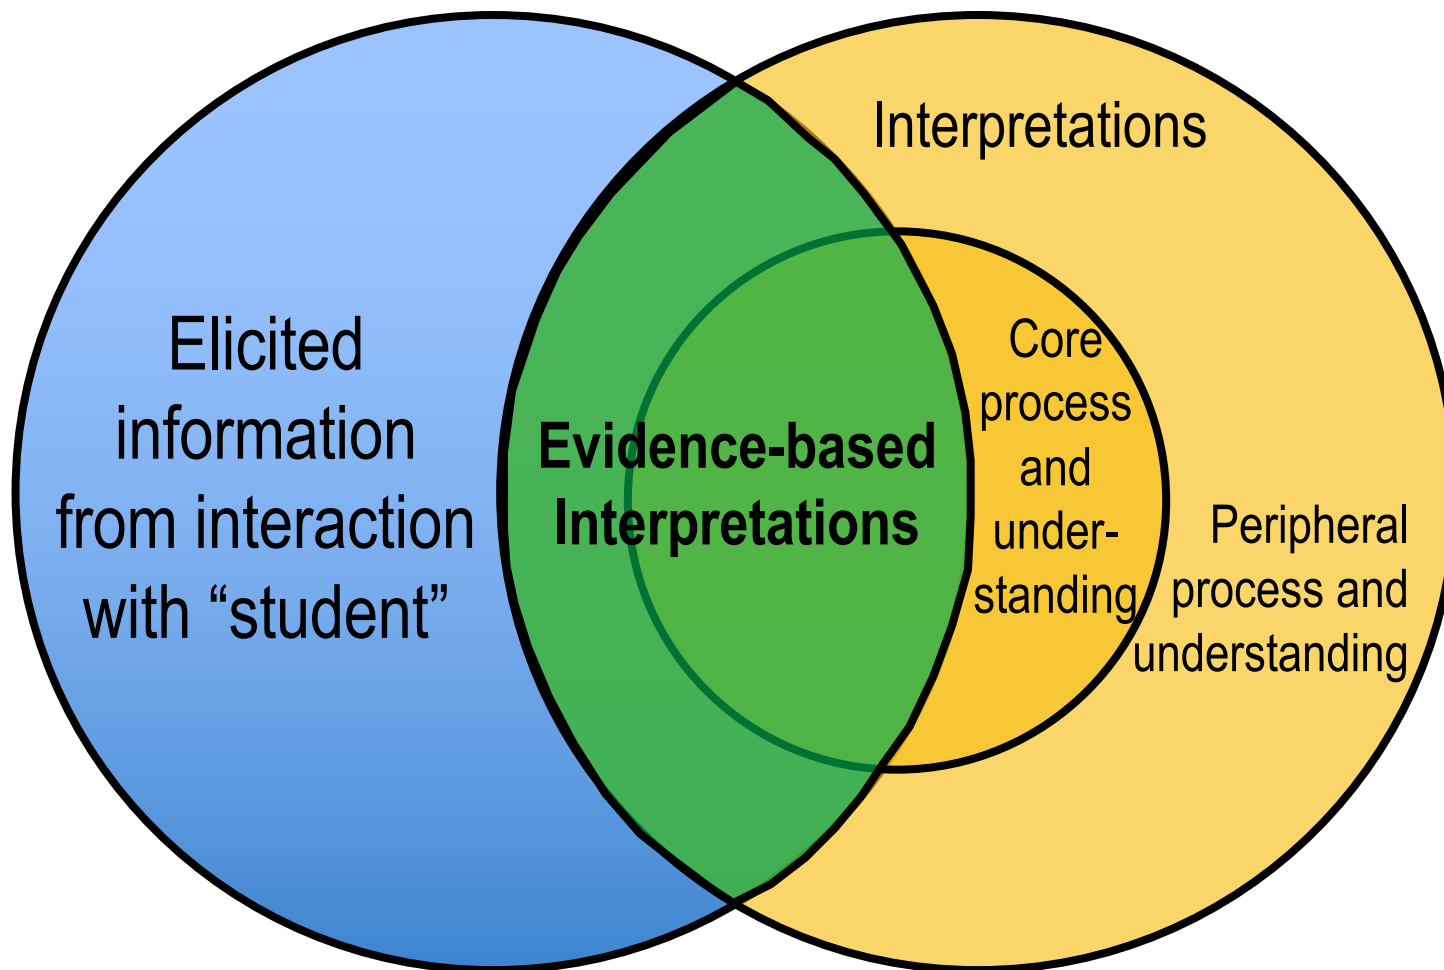 Interpretations
Elicited
information
from interaction
with “student”
Evidence-based
Interpretations
Core
process
and
under-
standing
Peripheral
process and
understanding